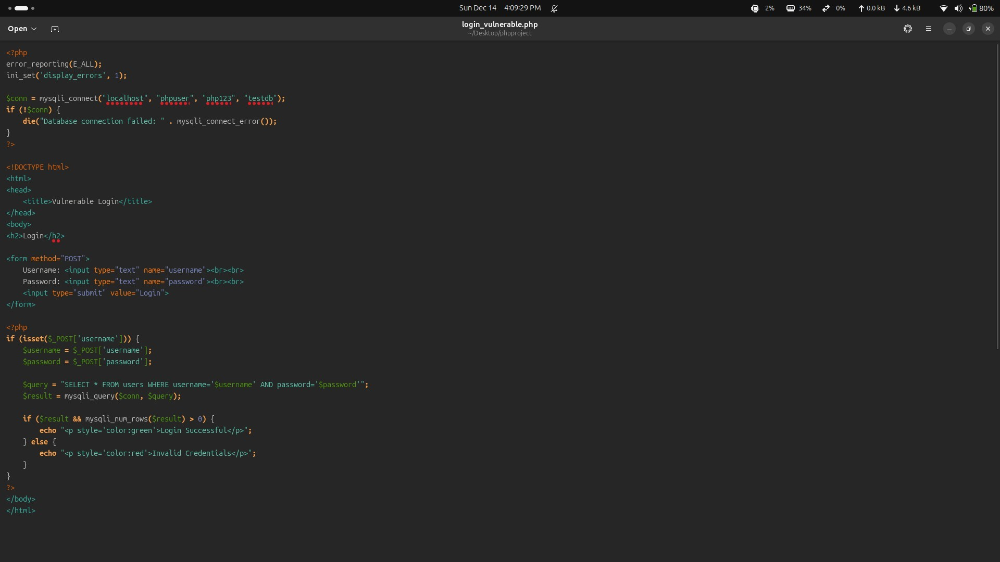 Sun Dec 14 4:09:29 PM 2% 34% 0% 0.0 kB 4.6 kB 80%
Open login_vulnerable.php
~/Desktop/phpproject
<?php
error_reporting(E_ALL);
ini_set('display_errors', 1);
$conn = mysqli_connect("localhost", "phpuser", "php123", "testdb");
if (!$conn) {
    die("Database connection failed: " . mysqli_connect_error());
}
?>
<!DOCTYPE html>
<html>
<head>
    <title>Vulnerable Login</title>
</head>
<body>
<h2>Login</h2>
<form method="POST">
    Username: <input type="text" name="username"><br><br>
    Password: <input type="text" name="password"><br><br>
    <input type="submit" value="Login">
</form>
<?php
if (isset($_POST['username'])) {
    $username = $_POST['username'];
    $password = $_POST['password'];
    $query = "SELECT * FROM users WHERE username='$username' AND password='$password'";
    $result = mysqli_query($conn, $query);
    if ($result && mysqli_num_rows($result) > 0) {
        echo "<p style='color:green'>Login Successful</p>";
    } else {
        echo "<p style='color:red'>Invalid Credentials</p>";
    }
}
?>
</body>
</html>